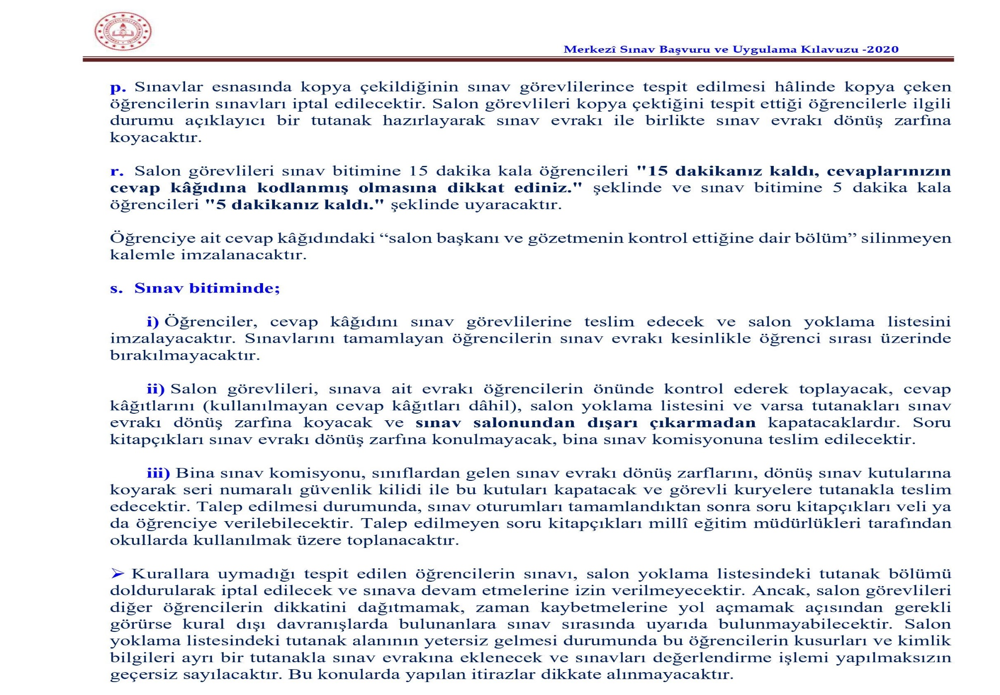 Merkezî Sınav Başvuru ve Uygulama Kılavuzu -2020
p. Sınavlar esnasında kopya çekildiğinin sınav görevlilerince tespit edilmesi hâlinde kopya çeken
öğrencilerin sınavları iptal edilecektir. Salon görevlileri kopya çektiğini tespit ettiği öğrencilerle ilgili
durumu açıklayıcı bir tutanak hazırlayarak sınav evrakı ile birlikte sınav evrakı dönüş zarfına
koyacaktır.
r. Salon görevlileri sınav bitimine 15 dakika kala öğrencileri "15 dakikanız kaldı, cevaplarınızın
cevap kâğıdına kodlanmış olmasına dikkat ediniz." şeklinde ve sınav bitimine 5 dakika kala
öğrencileri "5 dakikanız kaldı." şeklinde uyaracaktır.
Öğrenciye ait cevap kâğıdındaki “salon başkanı ve gözetmenin kontrol ettiğine dair bölüm” silinmeyen
kalemle imzalanacaktır.
s. Sınav bitiminde;
i) Öğrenciler, cevap kâğıdını sınav görevlilerine teslim edecek ve salon yoklama listesini
imzalayacaktır. Sınavlarını tamamlayan öğrencilerin sınav evrakı kesinlikle öğrenci sırası üzerinde
bırakılmayacaktır.
ii) Salon görevlileri, sınava ait evrakı öğrencilerin önünde kontrol ederek toplayacak, cevap
kâğıtlarını (kullanılmayan cevap kâğıtları dâhil), salon yoklama listesini ve varsa tutanakları sınav
evrakı dönüş zarfına koyacak ve sınav salonundan dışarı çıkarmadan kapatacaklardır. Soru
kitapçıkları sınav evrakı dönüş zarfına konulmayacak, bina sınav komisyonuna teslim edilecektir.
iii) Bina sınav komisyonu, sınıflardan gelen sınav evrakı dönüş zarflarını, dönüş sınav kutularına
koyarak seri numaralı güvenlik kilidi ile bu kutuları kapatacak ve görevli kuryelere tutanakla teslim
edecektir. Talep edilmesi durumunda, sınav oturumları tamamlandıktan sonra soru kitapçıkları veli ya
da öğrenciye verilebilecektir. Talep edilmeyen soru kitapçıkları millî eğitim müdürlükleri tarafından
okullarda kullanılmak üzere toplanacaktır.
➢ Kurallara uymadığı tespit edilen öğrencilerin sınavı, salon yoklama listesindeki tutanak bölümü
doldurularak iptal edilecek ve sınava devam etmelerine izin verilmeyecektir. Ancak, salon görevlileri
diğer öğrencilerin dikkatini dağıtmamak, zaman kaybetmelerine yol açmamak açısından gerekli
görürse kural dışı davranışlarda bulunanlara sınav sırasında uyarıda bulunmayabilecektir. Salon
yoklama listesindeki tutanak alanının yetersiz gelmesi durumunda bu öğrencilerin kusurları ve kimlik
bilgileri ayrı bir tutanakla sınav evrakına eklenecek ve sınavları değerlendirme işlemi yapılmaksızın
geçersiz sayılacaktır. Bu konularda yapılan itirazlar dikkate alınmayacaktır.